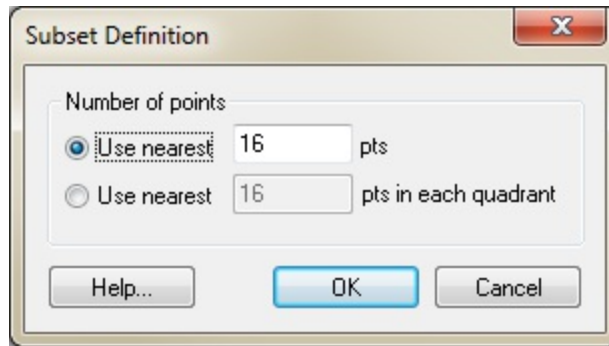 Subset Definition
Number of points
Use nearest 16 pts
Use nearest 16 pts in each quadrant
Help... OK Cancel